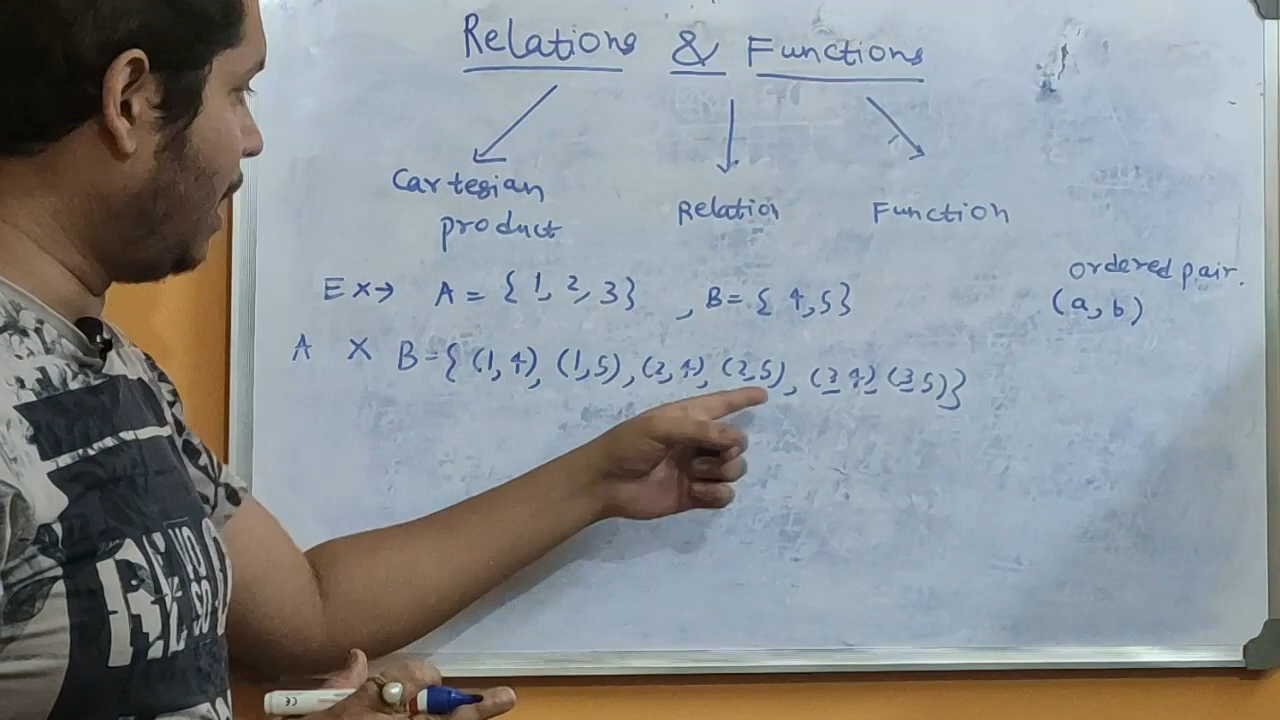 Relations & Functions
Cartesian
product
Relation
Function
ordered pair.
(a, b)
Ex→ A = {1, 2, 3} , B = {4, 5}
A X B = {(1, 4), (1, 5), (2, 4), (2, 5), (3 4), (3 5)}